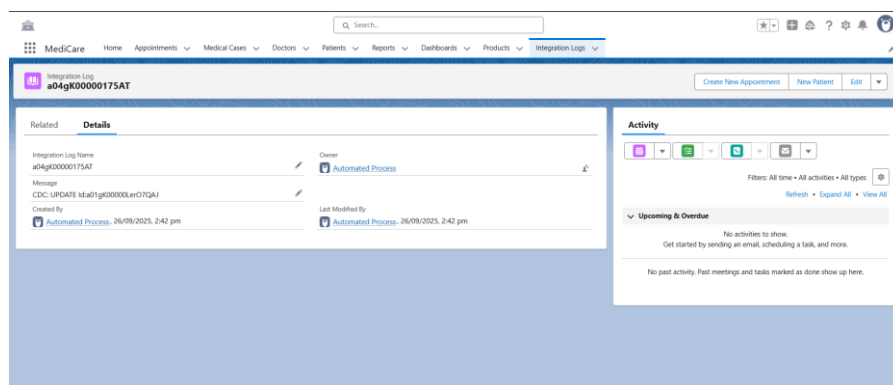 Search...
MediCare Home Appointments Medical Cases Doctors Patients Reports Dashboards Products Integration Logs
Integration Log
a04gK00000175AT
Create New Appointment New Patient Edit
Related Details
Integration Log Name
a04gK00000175AT
Owner
Automated Process
Message
CDC: UPDATE Id:a01gK00000LerO7QAJ
Created By
Automated Process, 26/09/2025, 2:42 pm
Last Modified By
Automated Process, 26/09/2025, 2:42 pm
Activity
Filters: All time • All activities • All types
Refresh • Expand All • View All
Upcoming & Overdue
No activities to show.
Get started by sending an email, scheduling a task, and more.
No past activity. Past meetings and tasks marked as done show up here.